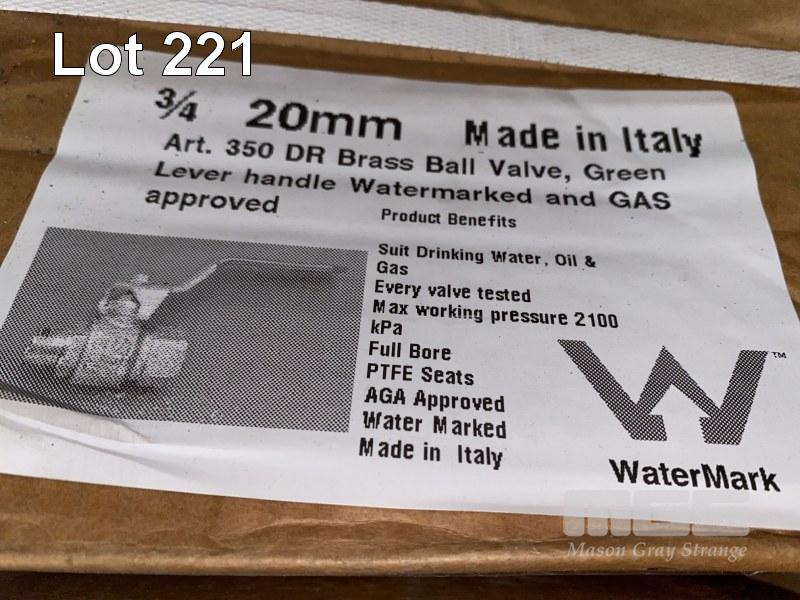 Lot 221
3/4 20mm Made in Italy
Art. 350 DR Brass Ball Valve, Green
Lever handle Watermarked and GAS
approved
Product Benefits
Suit Drinking Water, Oil &
Gas
Every valve tested
Max working pressure 2100
kPa
Full Bore
PTFE Seats
AGA Approved
Water Marked
Made in Italy
TM
WaterMark
MGS
Mason Gray Strange